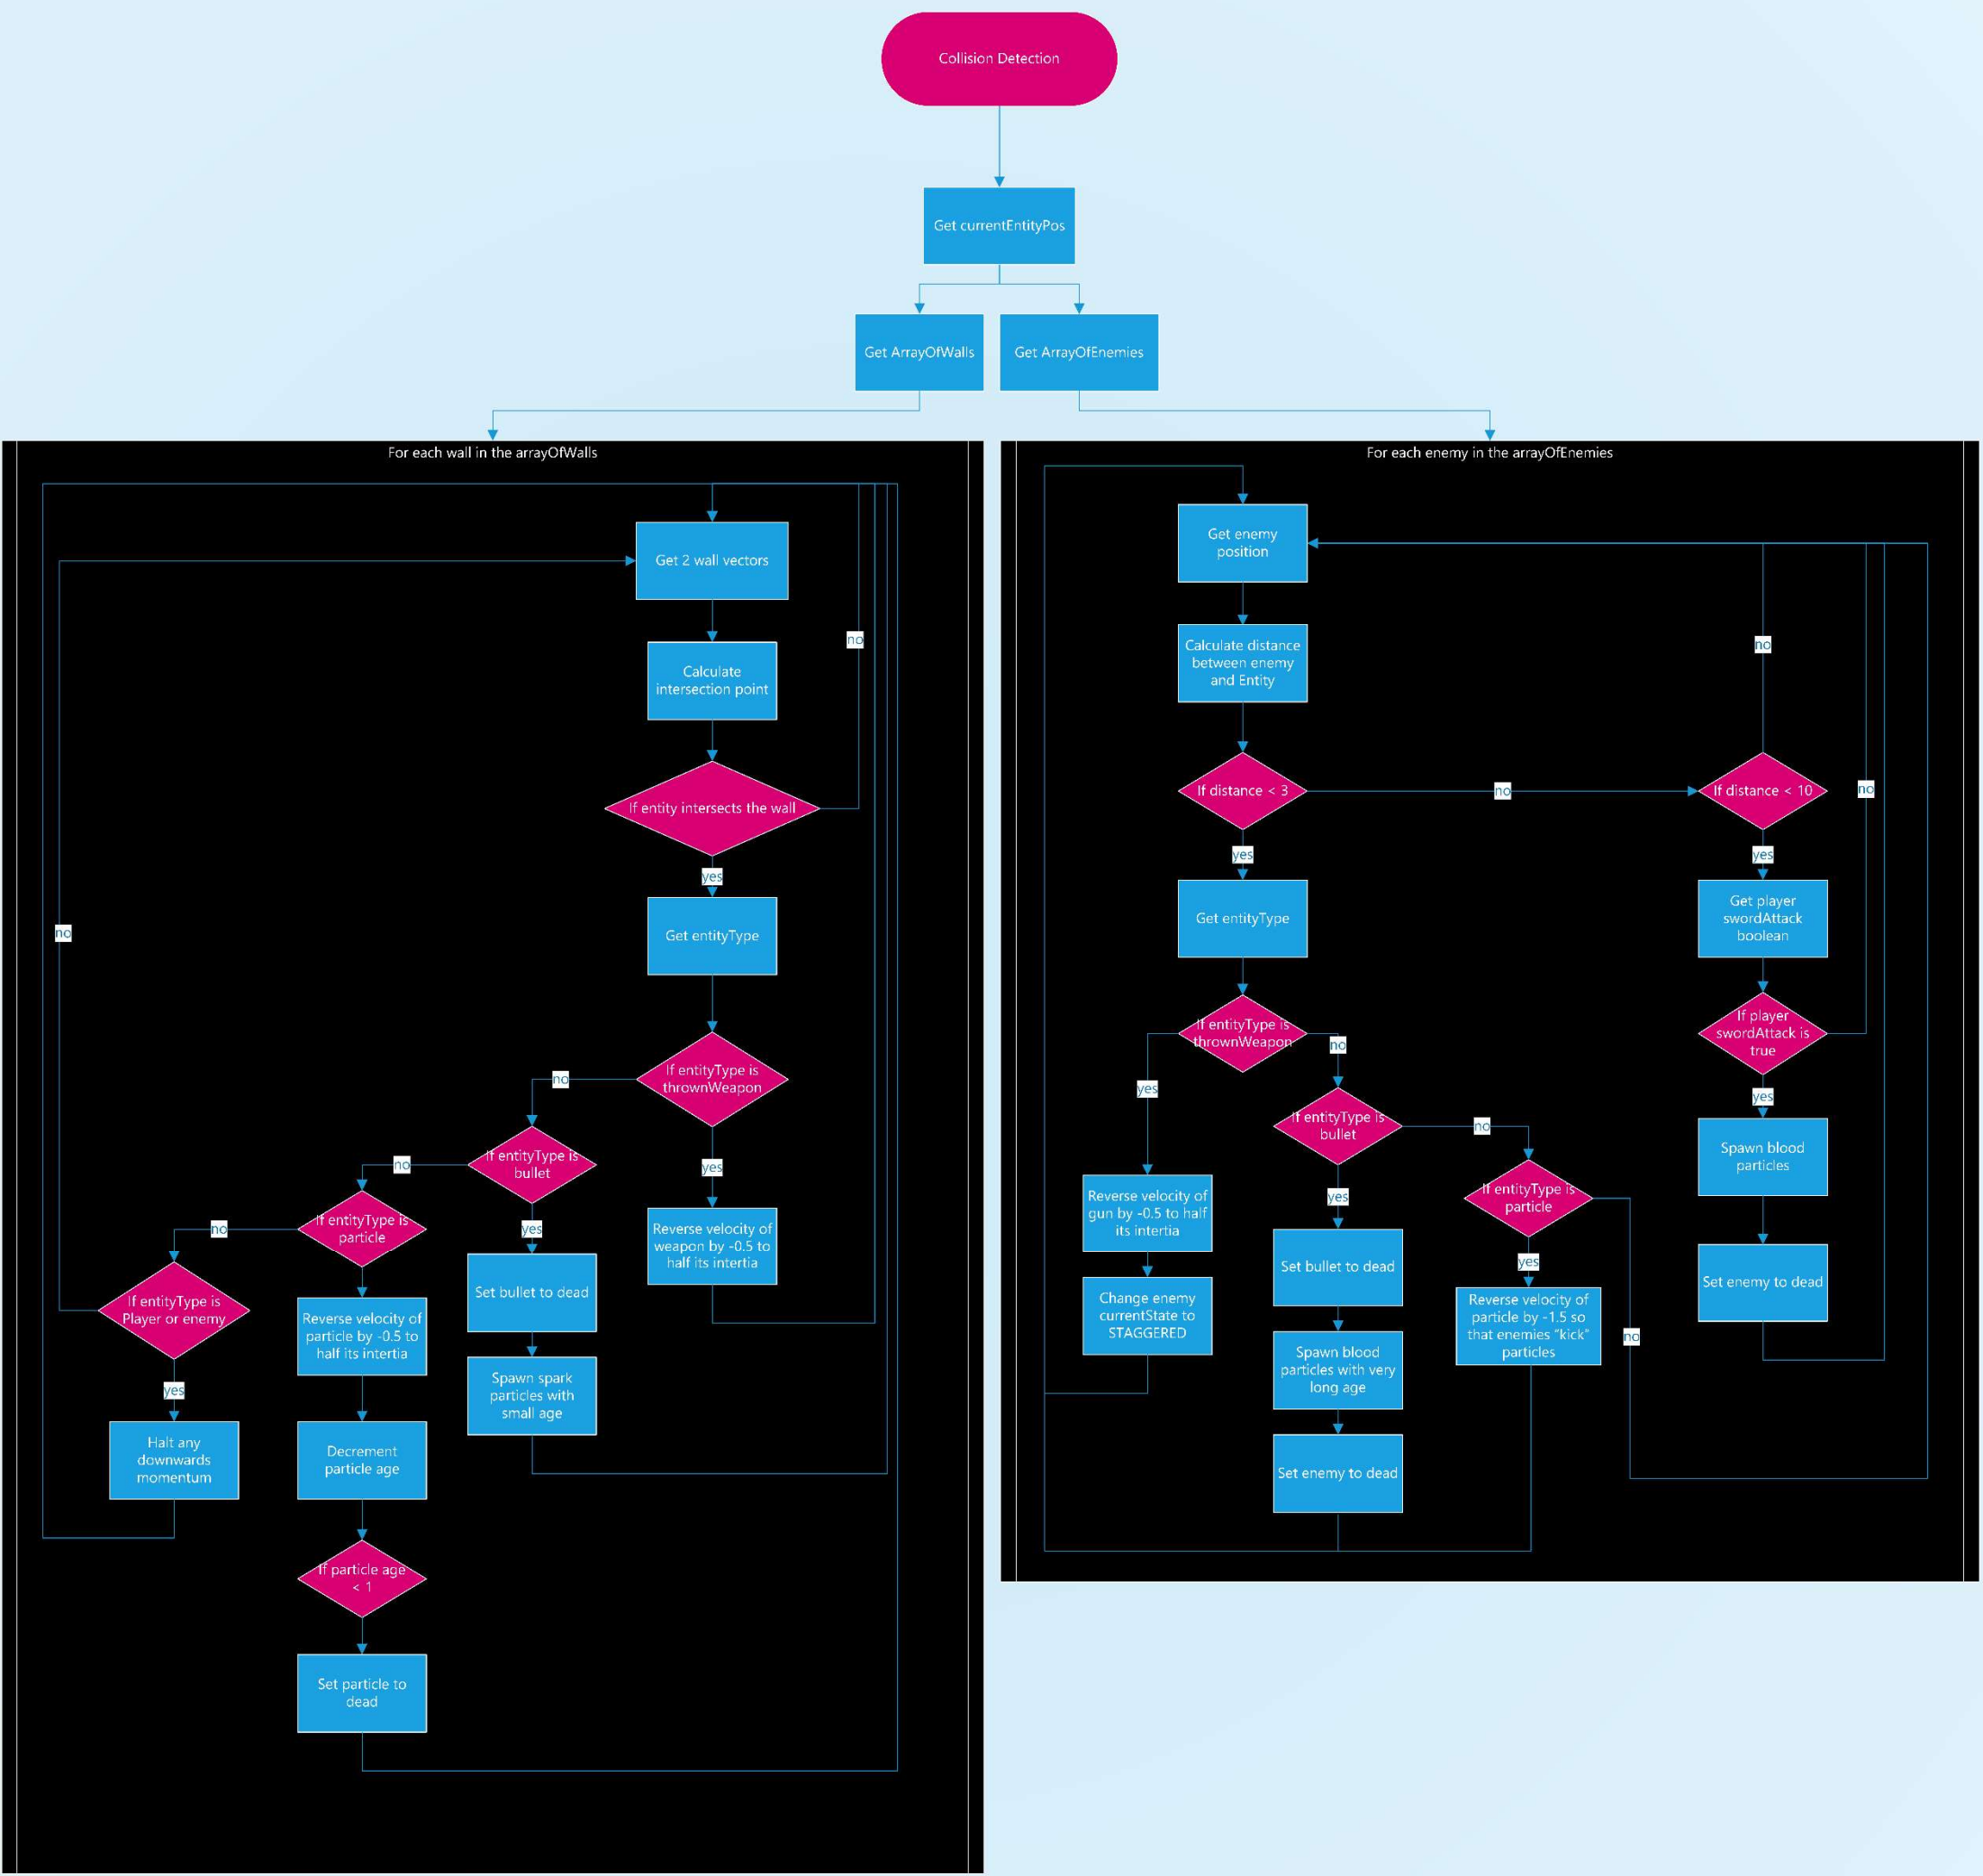 Collision Detection
Get currentEntityPos
Get ArrayOfWalls
Get ArrayOfEnemies
For each wall in the arrayOfWalls
Get 2 wall vectors
no
Calculate
intersection point
If entity intersects the wall
yes
no
Get entityType
If entityType is
thrownWeapon
no
yes
If entityType is
bullet
no
yes
Reverse velocity of
weapon by -0.5 to
half its intertia
If entityType is
particle
no
Set bullet to dead
Spawn spark
particles with
small age
If entityType is
Player or enemy
yes
Reverse velocity of
particle by -0.5 to
half its intertia
Halt any
downwards
momentum
Decrement
particle age
If particle age
< 1
Set particle to
dead
For each enemy in the arrayOfEnemies
Get enemy
position
Calculate distance
between enemy
and Entity
no
If distance < 3
no
If distance < 10
no
yes
yes
Get entityType
Get player
swordAttack
boolean
If entityType is
thrownWeapon
no
If player
swordAttack is
true
yes
yes
If entityType is
bullet
no
Spawn blood
particles
Reverse velocity of
gun by -0.5 to half
its intertia
yes
If entityType is
particle
yes
no
Set bullet to dead
Set enemy to dead
Change enemy
currentState to
STAGGERED
Reverse velocity of
particle by -1.5 so
that enemies "kick"
particles
Spawn blood
particles with very
long age
Set enemy to dead